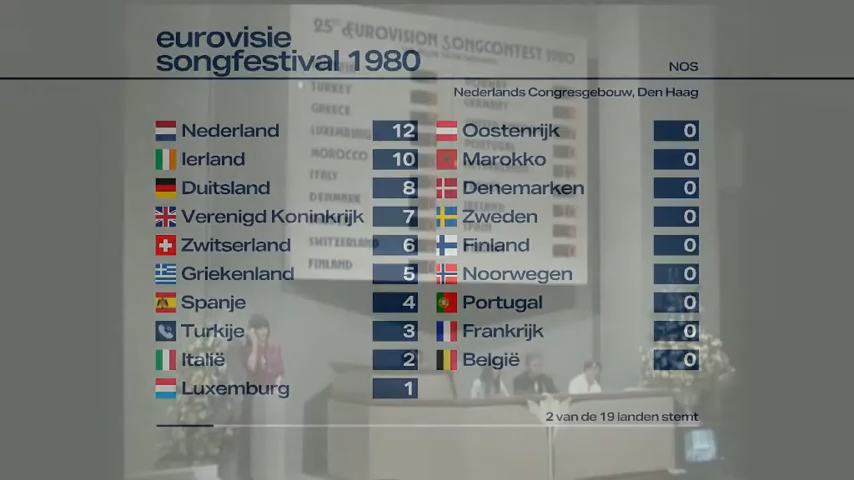 eurovisie
songfestival 1980
NOS
Nederlands Congresgebouw, Den Haag
25TH EUROVISION SONGCONTEST 1980
TURKEY
GREECE
LUXEMBURG
MOROCCO
ITALY
DENMARK
SWITZERLAND
FINLAND
GERMANY
PORTUGAL
SPAIN
Nederland 12
Ierland 10
Duitsland 8
Verenigd Koninkrijk 7
Zwitserland 6
Griekenland 5
Spanje 4
Turkije 3
Italië 2
Luxemburg 1
Oostenrijk 0
Marokko 0
Denemarken 0
Zweden 0
Finland 0
Noorwegen 0
Portugal 0
Frankrijk 0
België 0
2 van de 19 landen stemt